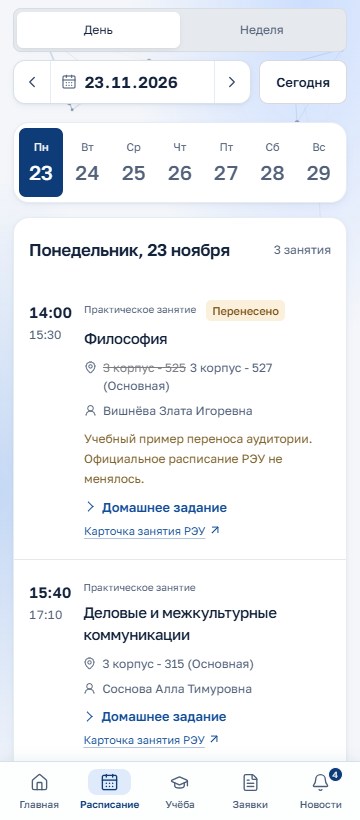 День Неделя
23.11.2026 Сегодня
Пн Вт Ср Чт Пт Сб Вс
23 24 25 26 27 28 29
Понедельник, 23 ноября 3 занятия
14:00 Практическое занятие Перенесено
15:30 Философия
3 корпус - 525 3 корпус - 527
(Основная)
Вишнёва Злата Игоревна
Учебный пример переноса аудитории.
Официальное расписание РЭУ не
менялось.
Домашнее задание
Карточка занятия РЭУ
15:40 Практическое занятие
17:10 Деловые и межкультурные
коммуникации
3 корпус - 315 (Основная)
Соснова Алла Тимуровна
Домашнее задание
Карточка занятия РЭУ
4
Главная Расписание Учёба Заявки Новости